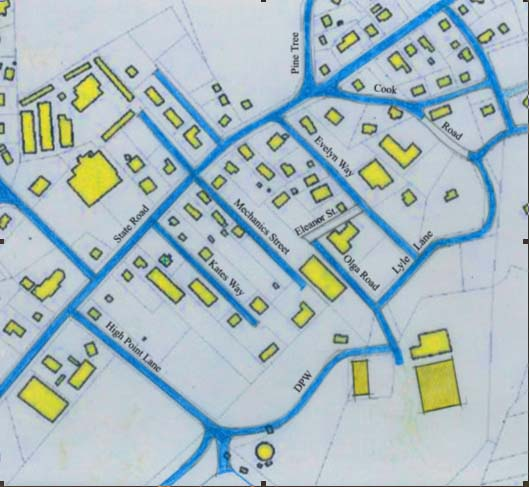 Pine Tree
Cook
Road
Evelyn Way
Eleanor St
State Road
Mechanics Street
Olga Road
Lyle Lane
Kates Way
High Point Lane
DPW